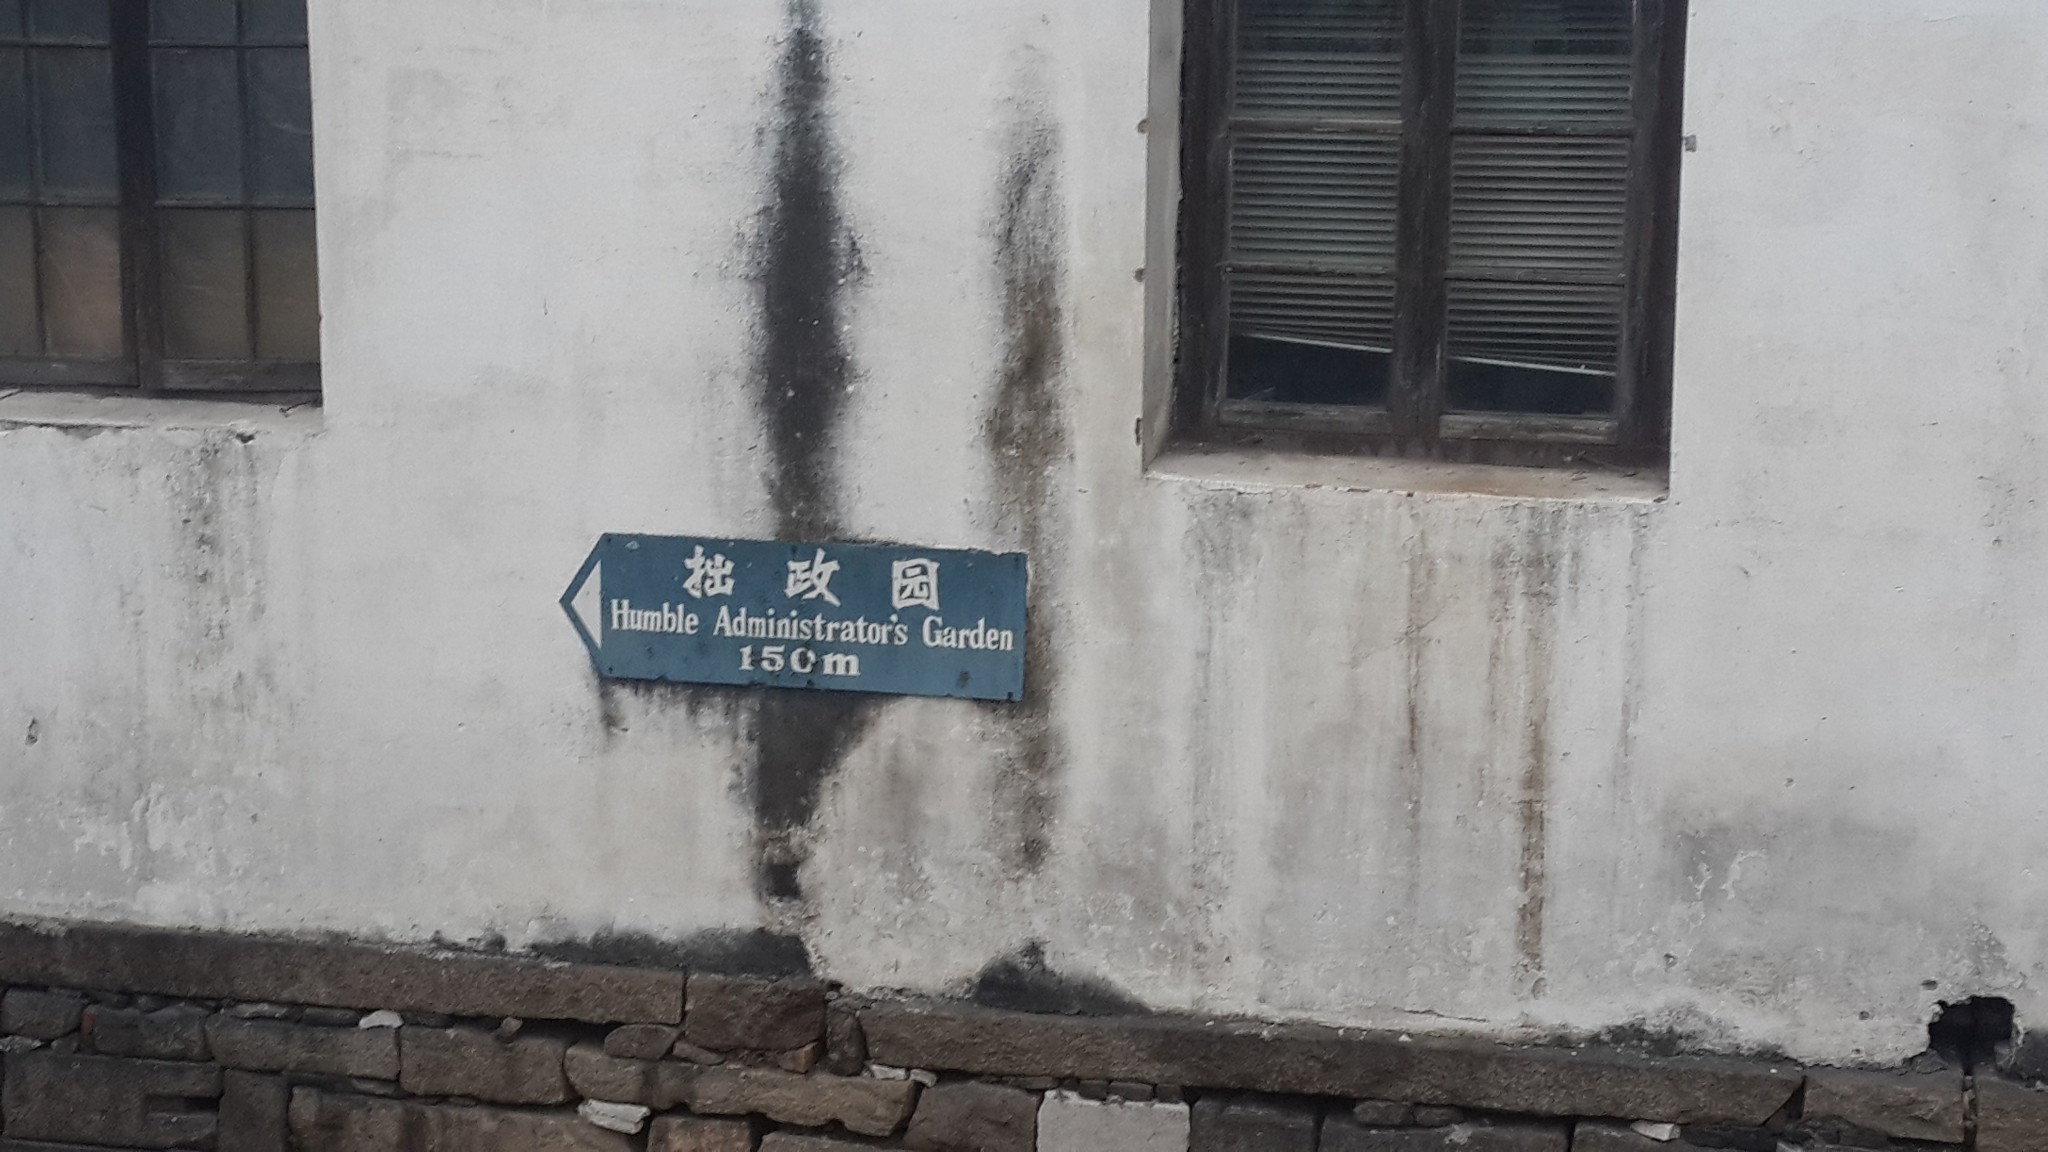 拙政园
Humble Administrator's Garden
150m